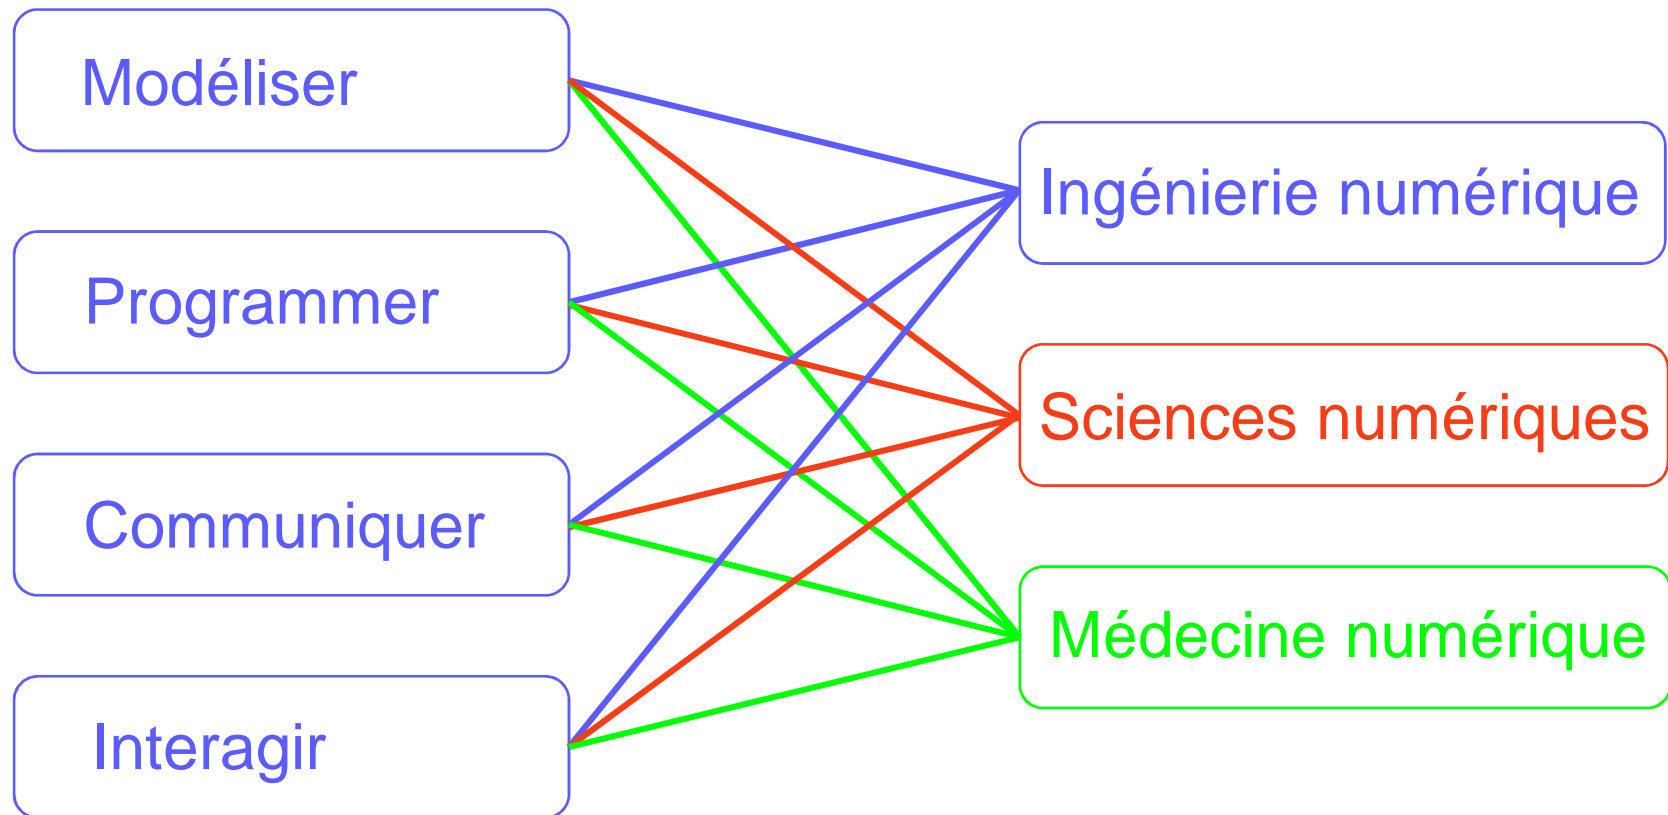 Modéliser
Programmer
Communiquer
Interagir
Ingénierie numérique
Sciences numériques
Médecine numérique